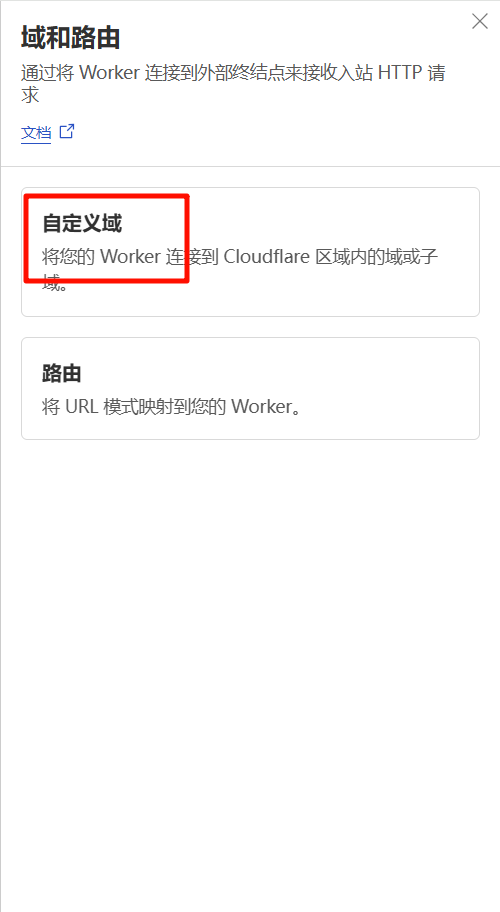 域和路由
通过将 Worker 连接到外部终结点来接收入站 HTTP 请
求
文档
自定义域
将您的 Worker 连接到 Cloudflare 区域内的域或子
域。
路由
将 URL 模式映射到您的 Worker。